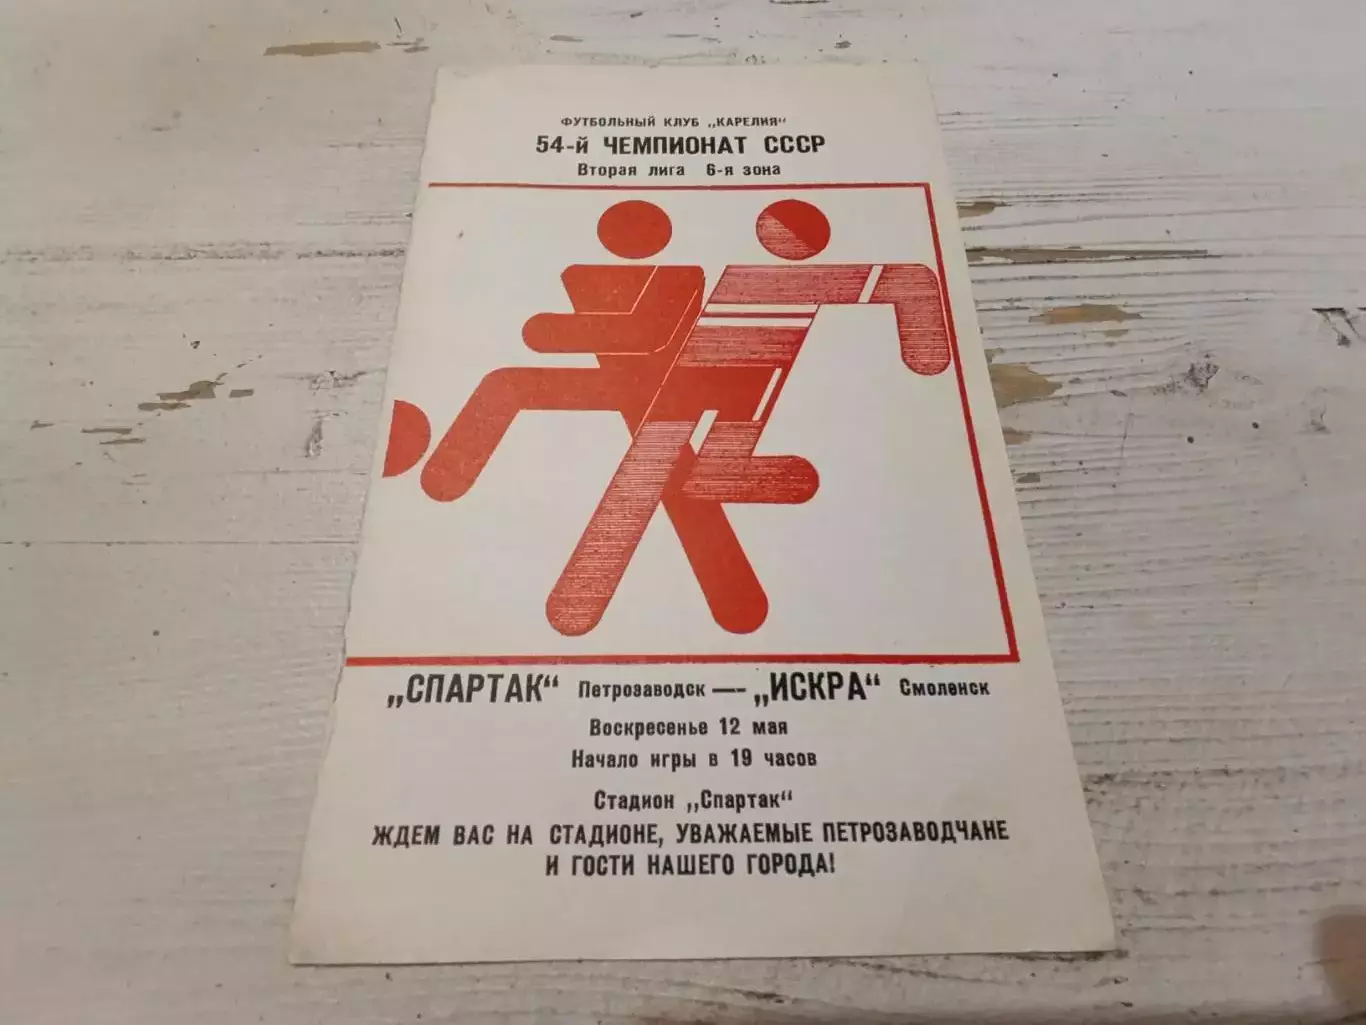 ФУТБОЛЬНЫЙ КЛУБ „КАРЕЛИЯ“
54-й ЧЕМПИОНАТ СССР
Вторая лига 6-я зона
„СПАРТАК“ Петрозаводск — „ИСКРА“ Смоленск
Воскресенье 12 мая
Начало игры в 19 часов
Стадион „Спартак“
ЖДЕМ ВАС НА СТАДИОНЕ, УВАЖАЕМЫЕ ПЕТРОЗАВОДЧАНЕ
И ГОСТИ НАШЕГО ГОРОДА!